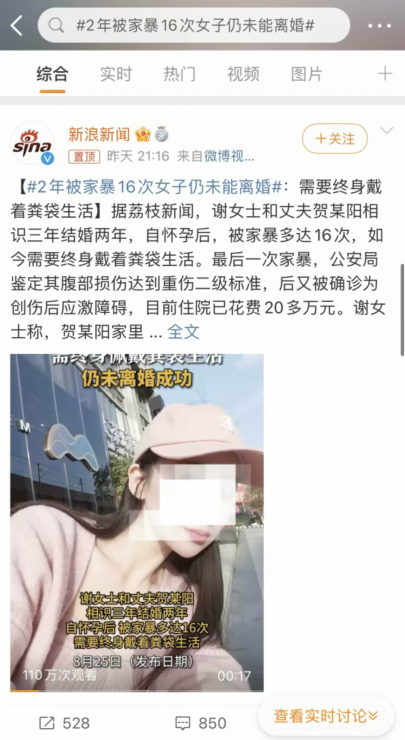 #2年被家暴16次女子仍未能离婚#
综合 实时 热门 视频 图片
sina
新浪新闻
+关注
置顶 昨天 21:16 来自微博视...
【#2年被家暴16次女子仍未能离婚#：需要终身戴
着粪袋生活】据荔枝新闻，谢女士和丈夫贺某阳相
识三年结婚两年，自怀孕后，被家暴多达16次，如
今需要终身戴着粪袋生活。最后一次家暴，公安局
鉴定其腹部损伤达到重伤二级标准，后又被确诊为
创伤后应激障碍，目前住院已花费20多万元。谢女
士称，贺某阳家里 ... 全文
需终身佩戴粪袋生活
仍未离婚成功
M
谢女士和丈夫贺某阳
相识三年结婚两年
自怀孕后 被家暴多达16次
需要终身戴着粪袋生活
8月25日（发布日期）
110万次观看 00:17
528 850
查看实时讨论